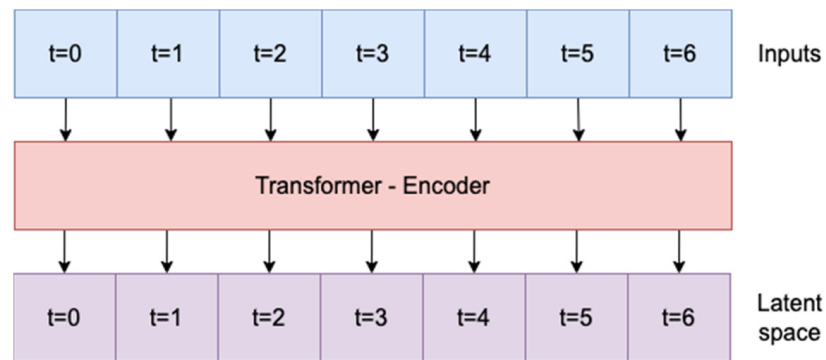 t=0 t=1 t=2 t=3 t=4 t=5 t=6 Inputs
Transformer - Encoder
t=0 t=1 t=2 t=3 t=4 t=5 t=6
Latent
space